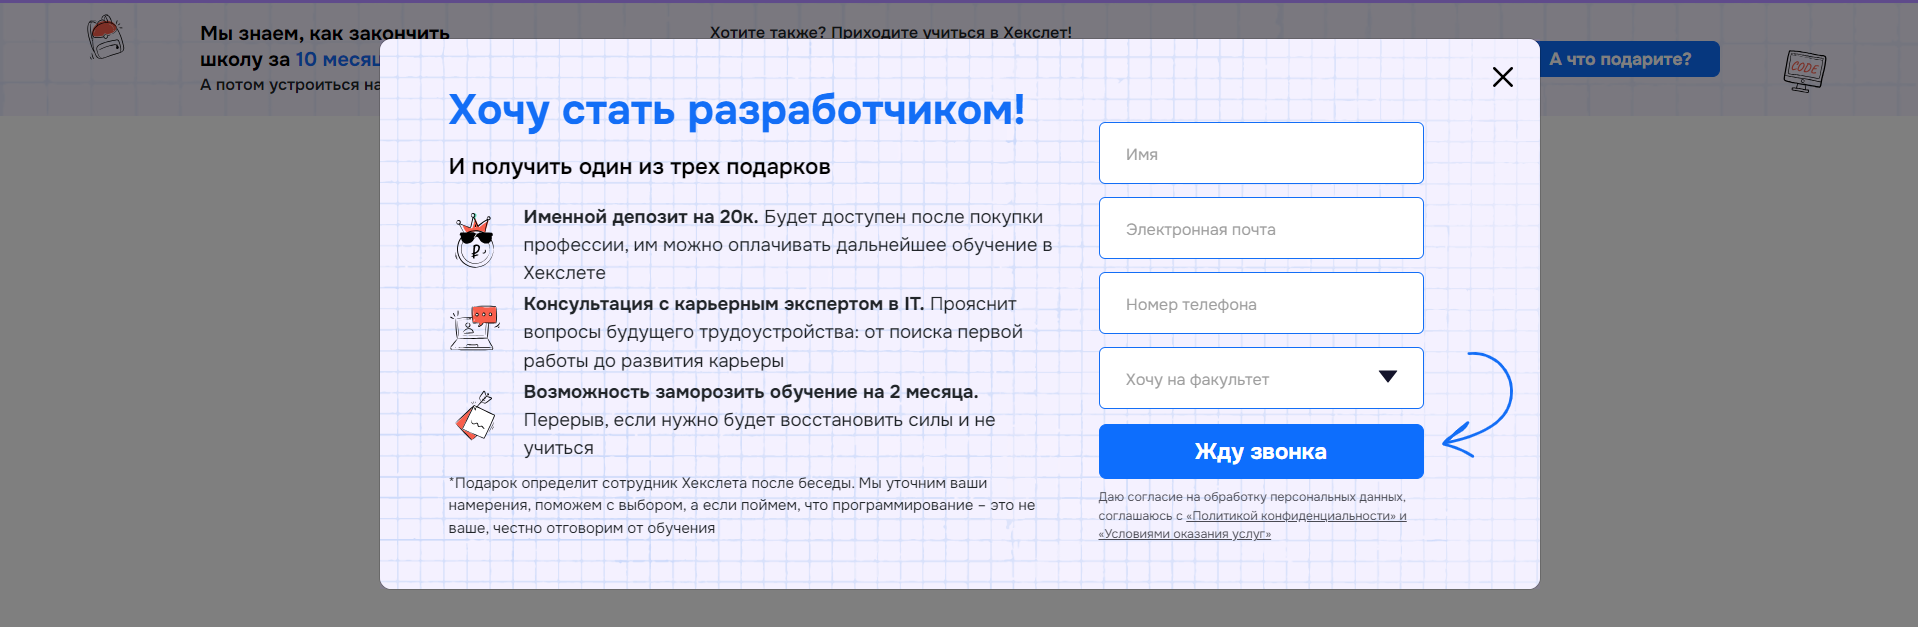 Мы знаем, как закончить
школу за 10 месяц
А потом устроиться на
Хотите также? Приходите учиться в Хекслет!
А что подарите?
CODE
Хочу стать разработчиком!
И получить один из трех подарков
Именной депозит на 20к. Будет доступен после покупки
профессии, им можно оплачивать дальнейшее обучение в
Хекслете
Консультация с карьерным экспертом в IT. Прояснит
вопросы будущего трудоустройства: от поиска первой
работы до развития карьеры
Возможность заморозить обучение на 2 месяца.
Перерыв, если нужно будет восстановить силы и не
учиться
*Подарок определит сотрудник Хекслета после беседы. Мы уточним ваши
намерения, поможем с выбором, а если поймем, что программирование – это не
ваше, честно отговорим от обучения
Имя
Электронная почта
Номер телефона
Хочу на факультет
Жду звонка
Даю согласие на обработку персональных данных,
соглашаюсь с «Политикой конфиденциальности» и
«Условиями оказания услуг»